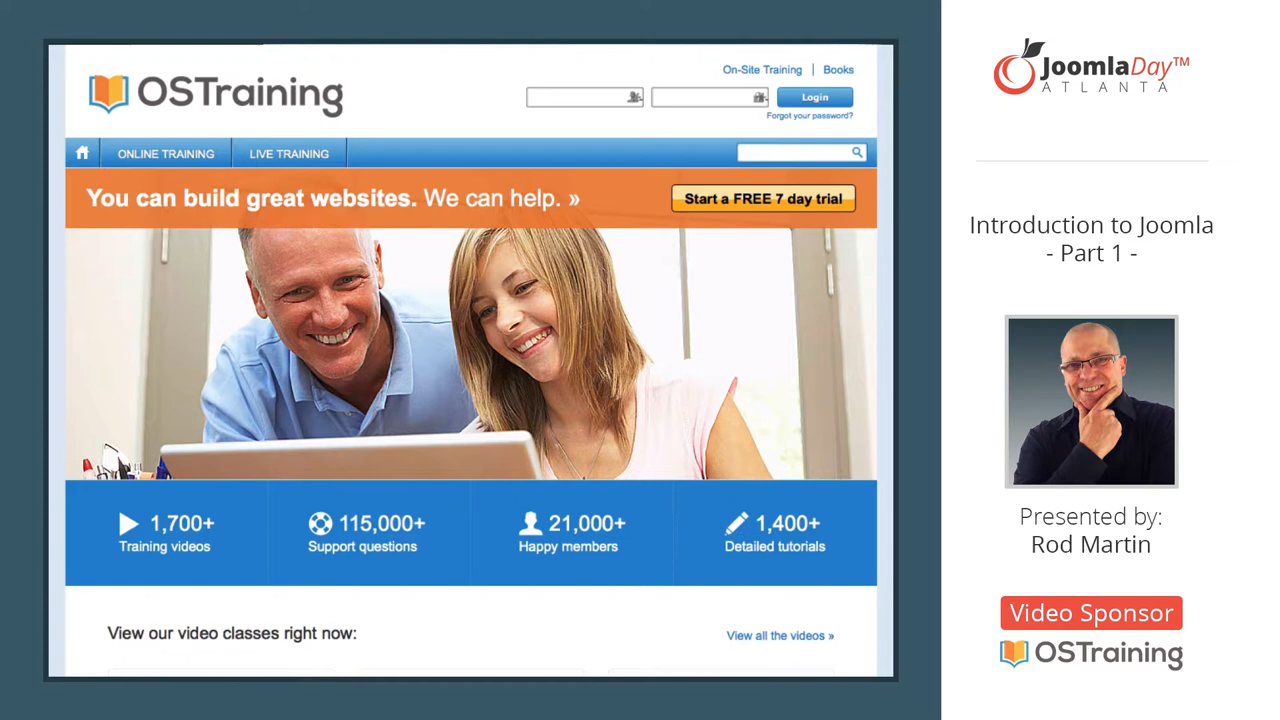 OSTraining
On-Site Training | Books
Login
Forgot your password?
ONLINE TRAINING
LIVE TRAINING
You can build great websites. We can help. »
Start a FREE 7 day trial
1,700+
Training videos
115,000+
Support questions
21,000+
Happy members
1,400+
Detailed tutorials
View our video classes right now:
View all the videos »
JoomlaDay™
ATLANTA
Introduction to Joomla
- Part 1 -
Presented by:
Rod Martin
Video Sponsor
OSTraining